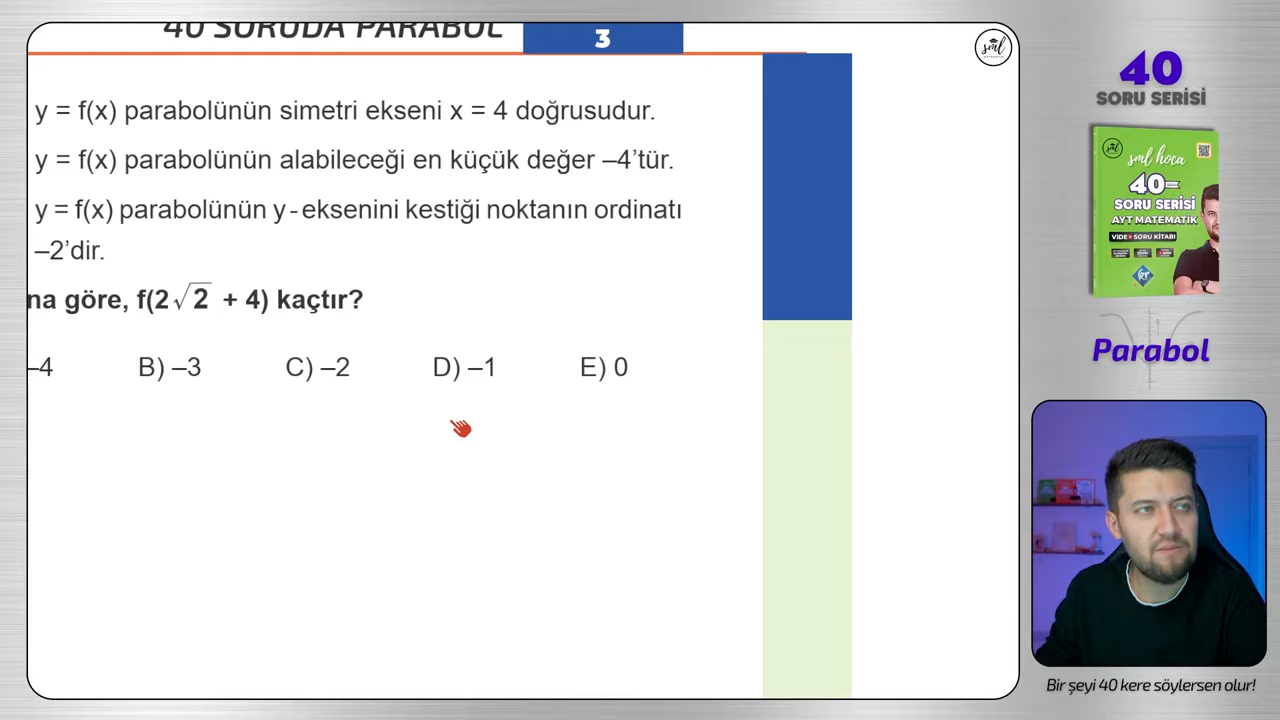 40 SORUDA PARABOL
3
y = f(x) parabolünün simetri ekseni x = 4 doğrusudur.
y = f(x) parabolünün alabileceği en küçük değer –4’tür.
y = f(x) parabolünün y-eksenini kestiği noktanın ordinatı
–2’dir.
na göre, f(2√2 + 4) kaçtır?
–4 B) –3 C) –2 D) –1 E) 0
sml
40
SORU SERİSİ
sml hoca
40
SORU SERİSİ
AYT MATEMATİK
VİDEO SORU KİTABI
Parabol
Bir şeyi 40 kere söylersen olur!